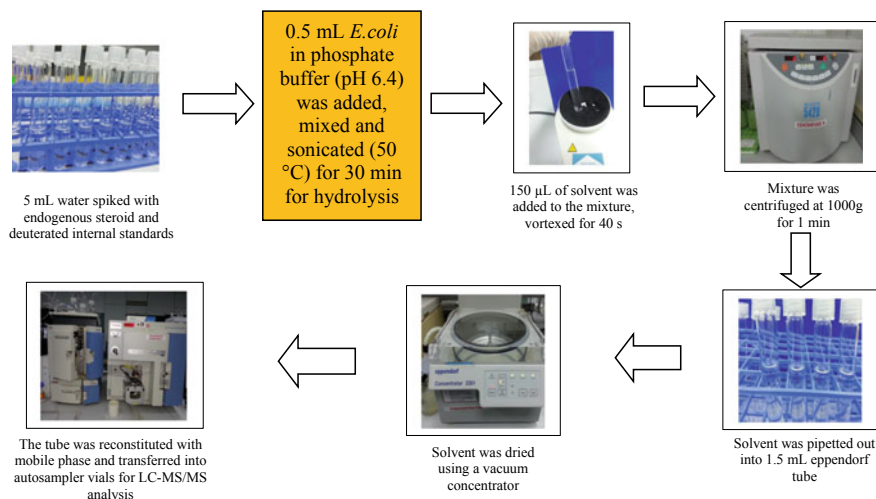 0.5 mL E.coli
in phosphate
buffer (pH 6.4)
was added,
mixed and
sonicated (50
°C) for 30 min
for hydrolysis
5 mL water spiked with
endogenous steroid and
deuterated internal standards
150 µL of solvent was
added to the mixture,
vortexed for 40 s
Mixture was
centrifuged at 1000g
for 1 min
The tube was reconstituted with
mobile phase and transferred into
autosampler vials for LC-MS/MS
analysis
eppendorf
Concentrator 5301
Solvent was dried
using a vacuum
concentrator
Solvent was pipetted out
into 1.5 mL eppendorf
tube